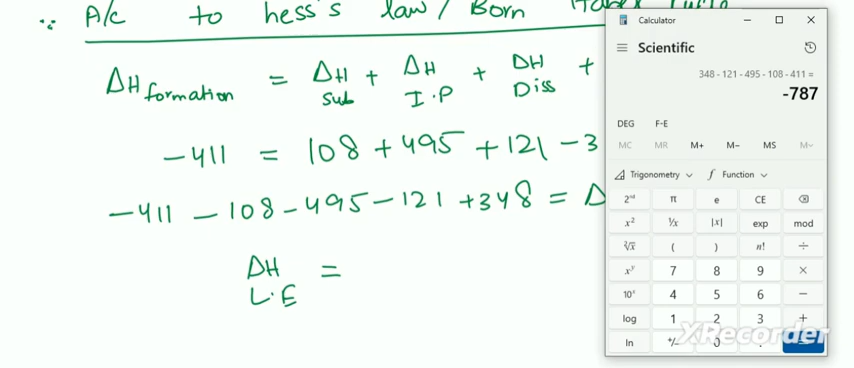 ∵ A/c to hess's law / Born Haber
ΔH formation = ΔH Sub + ΔH I.P + ΔH Diss +
-411 = 108 + 495 + 121 - 3
-411 - 108 - 495 - 121 + 348 = Δ
ΔH L.E =
Calculator
Scientific
348 - 121 - 495 - 108 - 411 =
-787
DEG F-E
MC MR M+ M− MS M˅
Trigonometry ƒ Function
2ⁿᵈ π e CE
x² ¹/x |x| exp mod
²√x ( ) n! ÷
xʸ 7 8 9 ×
10ˣ 4 5 6 −
log 1 2 3 +
ln +/− 0 . =
XRecorder